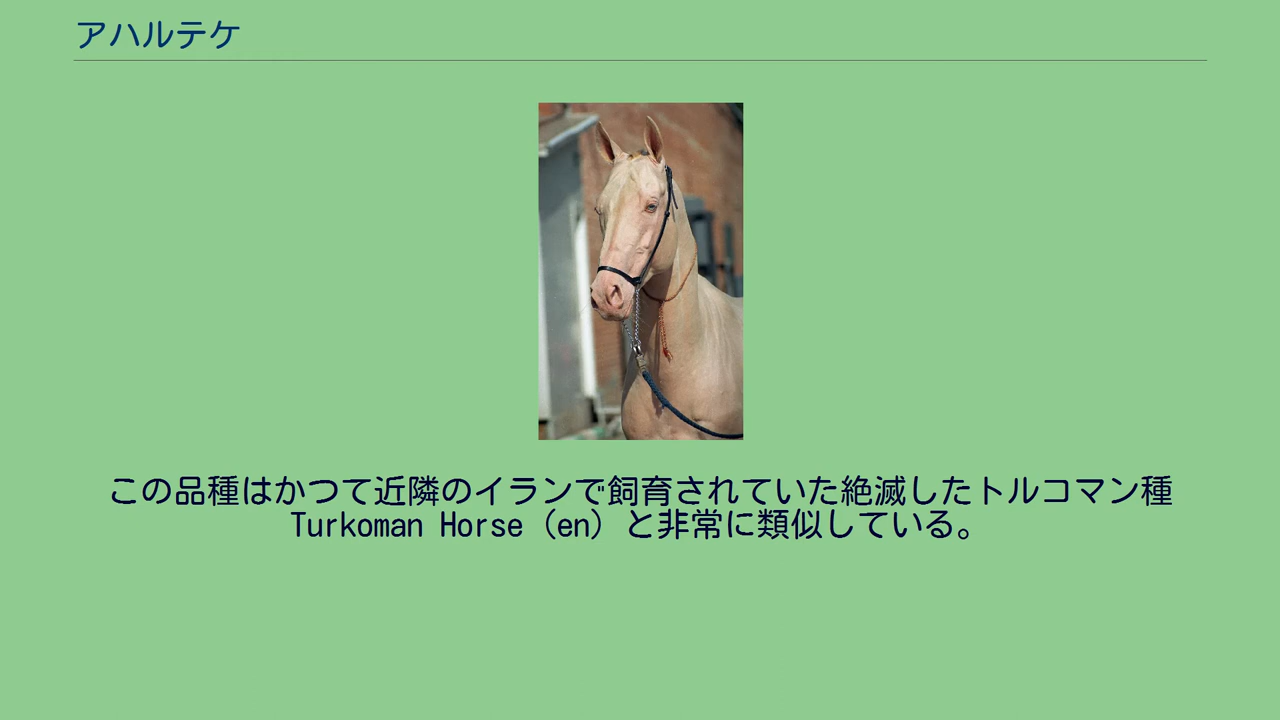 アハルテケ
この品種はかつて近隣のイランで飼育されていた絶滅したトルコマン種
Turkoman Horse（en）と非常に類似している。